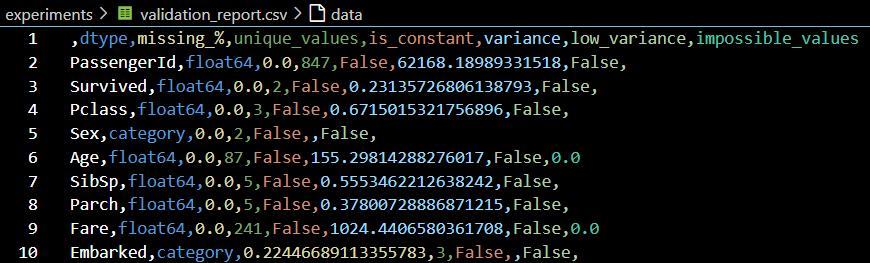 experiments > validation_report.csv > data
1 ,dtype,missing_%,unique_values,is_constant,variance,low_variance,impossible_values
2 PassengerId,float64,0.0,847,False,62168.18989331518,False,
3 Survived,float64,0.0,2,False,0.23135726806138793,False,
4 Pclass,float64,0.0,3,False,0.6715015321756896,False,
5 Sex,category,0.0,2,False,,False,
6 Age,float64,0.0,87,False,155.29814288276017,False,0.0
7 SibSp,float64,0.0,5,False,0.5553462212638242,False,
8 Parch,float64,0.0,5,False,0.37800728886871215,False,
9 Fare,float64,0.0,241,False,1024.4406580361708,False,0.0
10 Embarked,category,0.22446689113355783,3,False,,False,